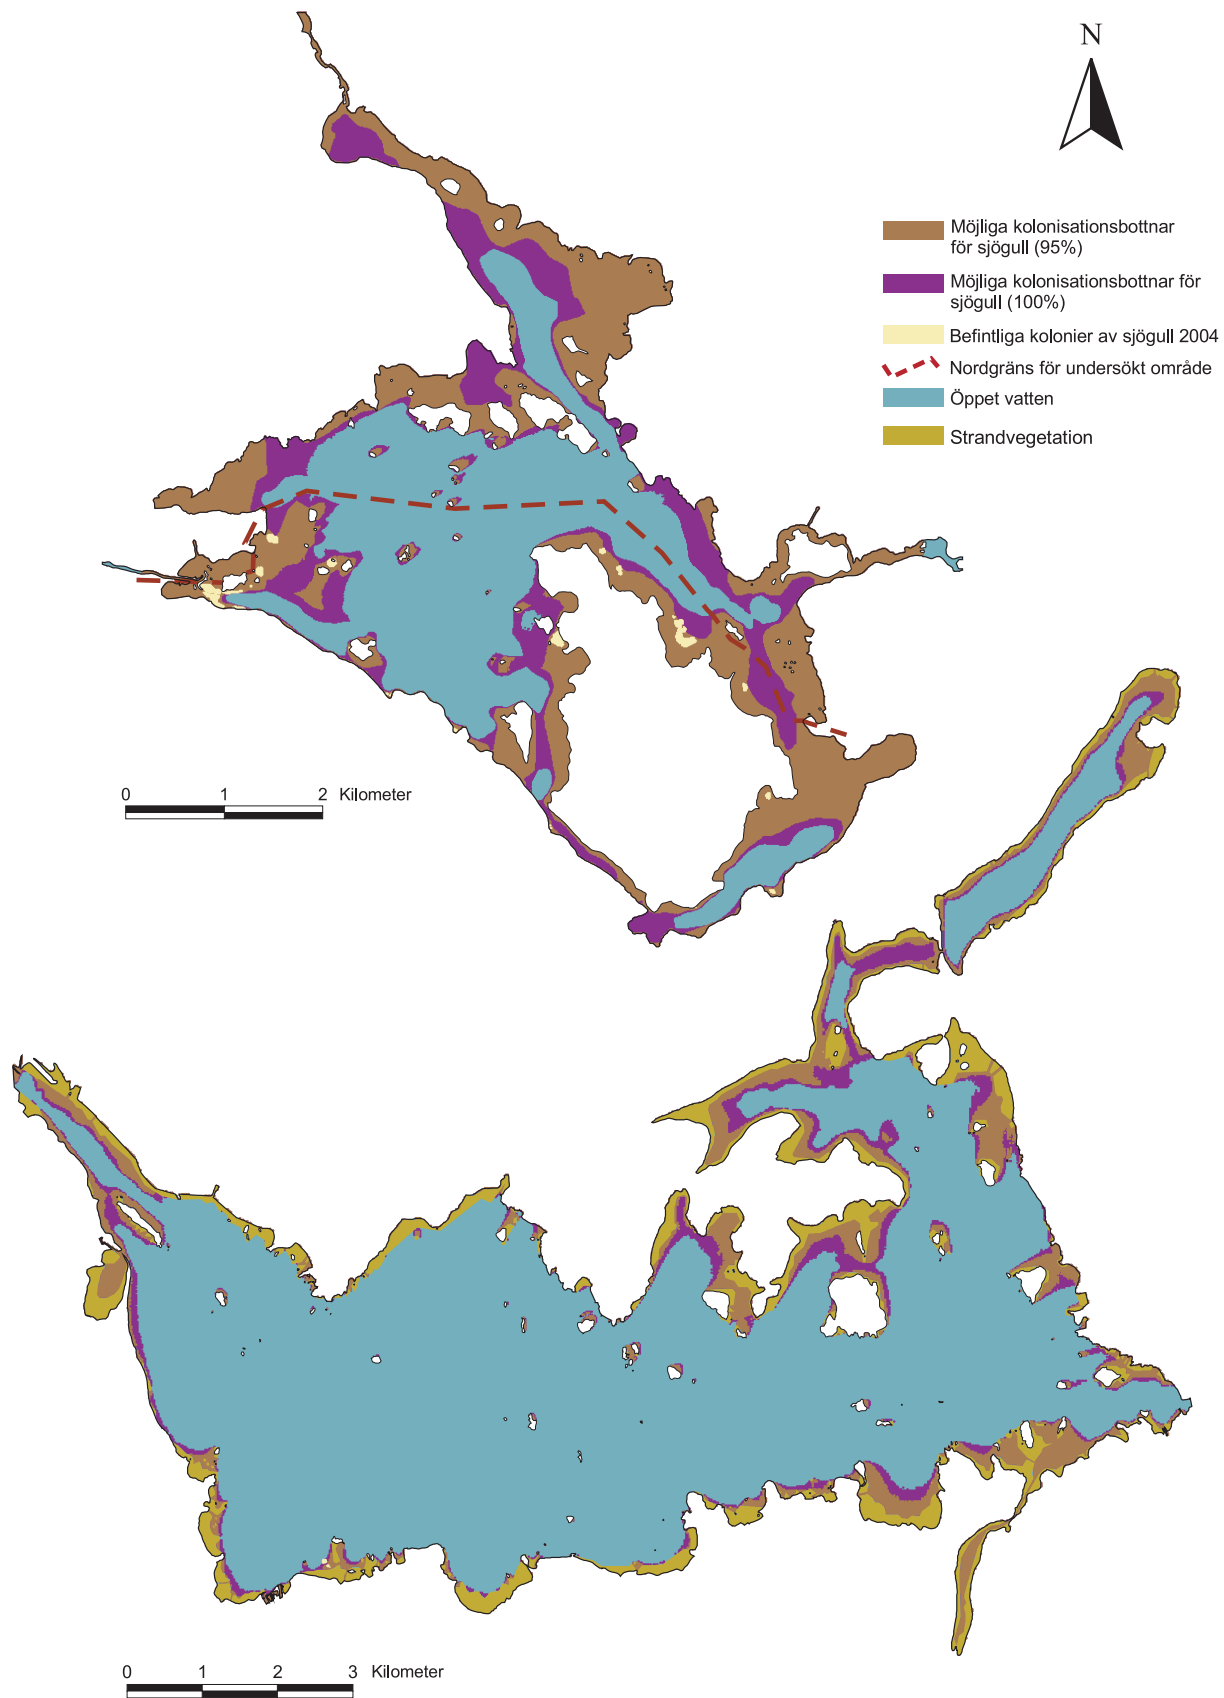 N
Möjliga kolonisationsbottnar
för sjögull (95%)
Möjliga kolonisationsbottnar för
sjögull (100%)
Befintliga kolonier av sjögull 2004
Nordgräns för undersökt område
Öppet vatten
Strandvegetation
0 1 2 Kilometer
0 1 2 3 Kilometer